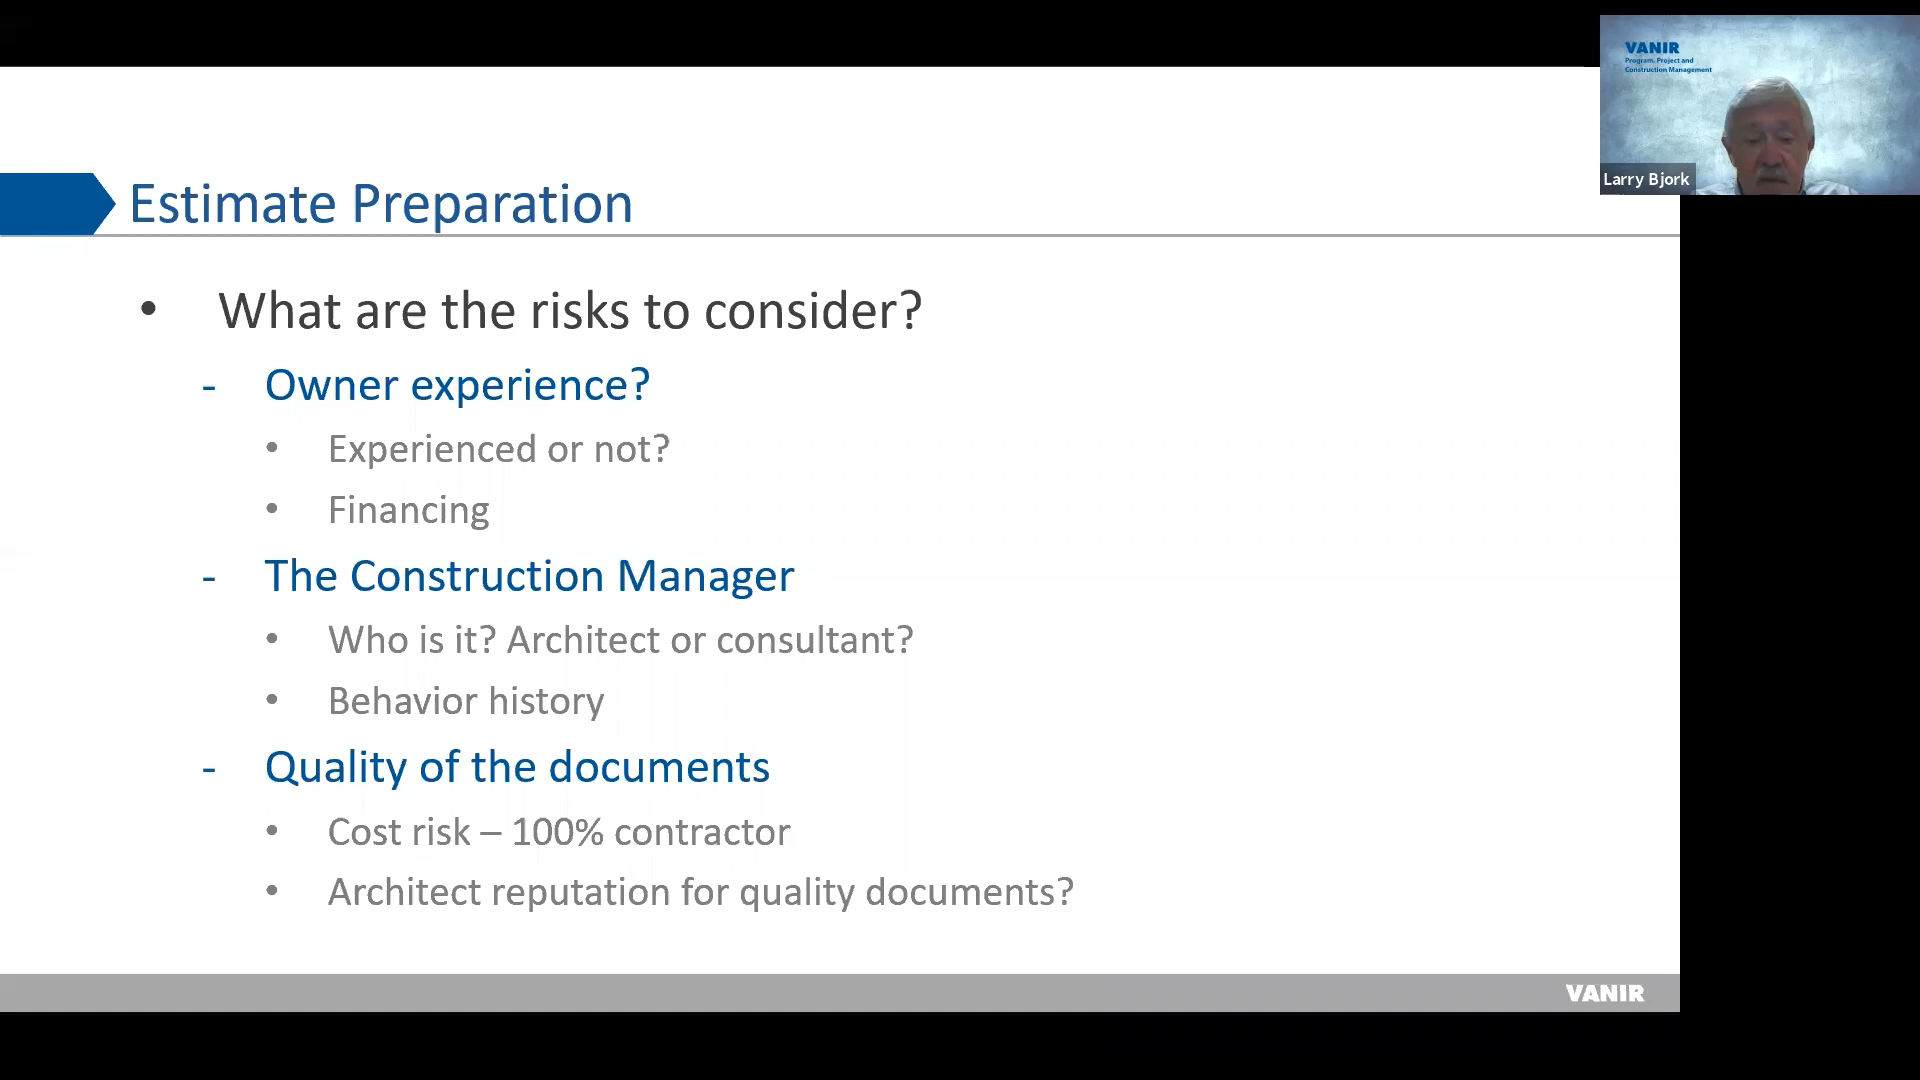 VANIR
Program, Project and
Construction Management
Larry Bjork
Estimate Preparation
• What are the risks to consider?
- Owner experience?
• Experienced or not?
• Financing
- The Construction Manager
• Who is it? Architect or consultant?
• Behavior history
- Quality of the documents
• Cost risk – 100% contractor
• Architect reputation for quality documents?
VANIR